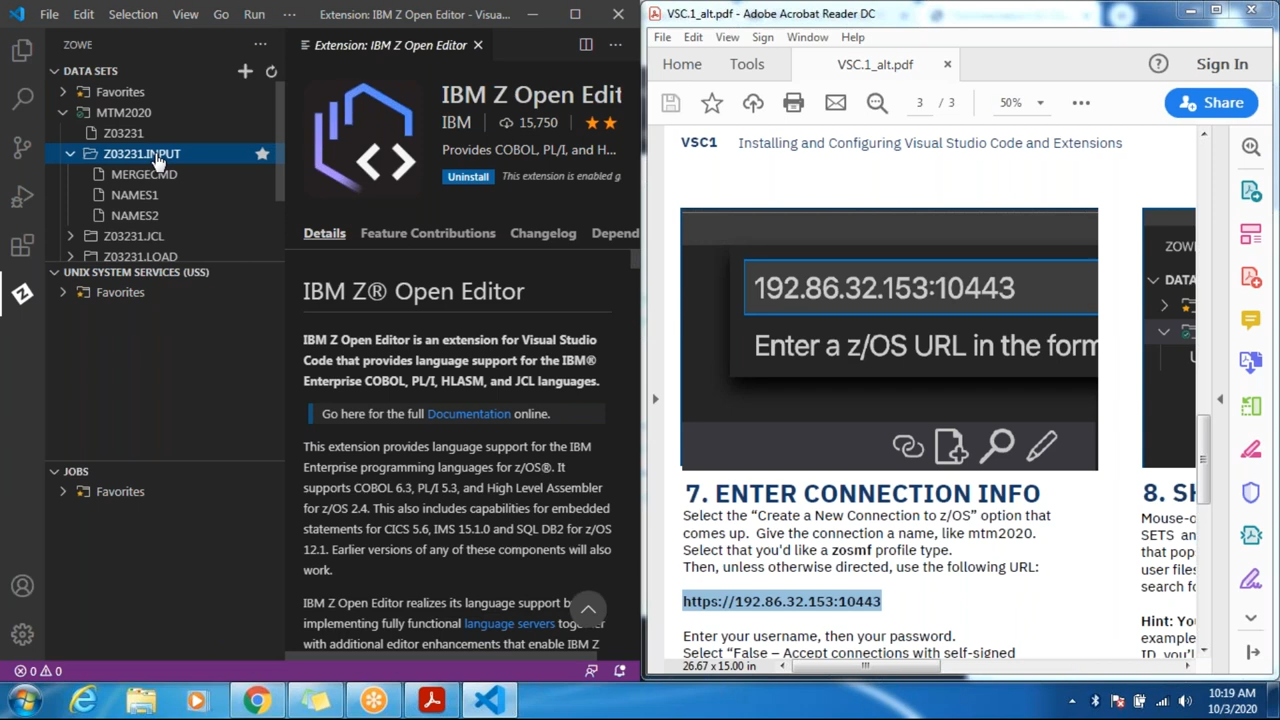 File Edit Selection View Go Run ··· Extension: IBM Z Open Editor - Visua...
ZOWE ···
DATA SETS
Favorites
MTM2020
Z03231
Z03231.INPUT
MERGECMD
NAMES1
NAMES2
Z03231.JCL
Z03231.LOAD
UNIX SYSTEM SERVICES (USS)
Favorites
JOBS
Favorites
0 0
Extension: IBM Z Open Editor
IBM Z Open Edit
IBM 15,750
Provides COBOL, PL/I, and H...
Uninstall This extension is enabled g
Details Feature Contributions Changelog Depend
IBM Z® Open Editor
IBM Z Open Editor is an extension for Visual Studio
Code that provides language support for the IBM®
Enterprise COBOL, PL/I, HLASM, and JCL languages.
Go here for the full Documentation online.
This extension provides language support for the IBM
Enterprise programming languages for z/OS®. It
supports COBOL 6.3, PL/I 5.3, and High Level Assembler
for z/OS 2.4. This also includes capabilities for embedded
statements for CICS 5.6, IMS 15.1.0 and SQL DB2 for z/OS
12.1. Earlier versions of any of these components will also
work.
IBM Z Open Editor realizes its language support b
implementing fully functional language servers toge
with additional editor enhancements that enable IBM Z
VSC.1_alt.pdf - Adobe Acrobat Reader DC
File Edit View Sign Window Help
Home Tools VSC.1_alt.pdf × Sign In
3 / 3 50% ··· Share
VSC1 Installing and Configuring Visual Studio Code and Extensions
192.86.32.153:10443
Enter a z/OS URL in the form
ZOW
DATA
U
7. ENTER CONNECTION INFO
Select the “Create a New Connection to z/OS” option that
comes up. Give the connection a name, like mtm2020.
Select that you'd like a zosmf profile type.
Then, unless otherwise directed, use the following URL:
https://192.86.32.153:10443
Enter your username, then your password.
Select “False – Accept connections with self-signed
8. SH
Mouse-o
SETS an
that pop
user files
search fo
Hint: You
example
ID, you'l
26.67 x 15.00 in
10:19 AM
10/3/2020